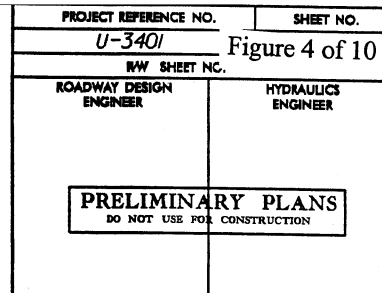 PROJECT REFERENCE NO. SHEET NO.
U-3401 Figure 4 of 10
R/W SHEET NO.
ROADWAY DESIGN ENGINEER
HYDRAULICS ENGINEER
PRELIMINARY PLANS
DO NOT USE FOR CONSTRUCTION